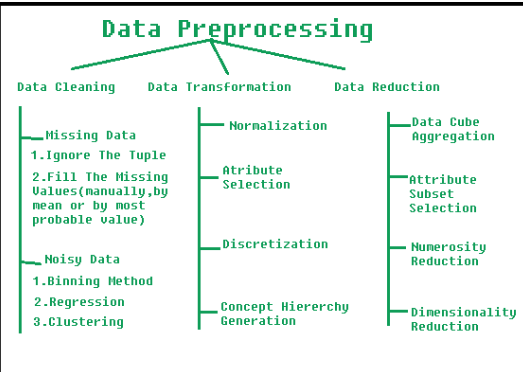 Data Preprocessing
Data Cleaning
Data Transformation
Data Reduction
Missing Data
1.Ignore The Tuple
2.Fill The Missing
Values(manually,by
mean or by most
probable value)
Noisy Data
1.Binning Method
2.Regression
3.Clustering
Normalization
Atribute
Selection
Discretization
Concept Hiererchy
Generation
Data Cube
Aggregation
Attribute
Subset
Selection
Numerosity
Reduction
Dimensionality
Reduction